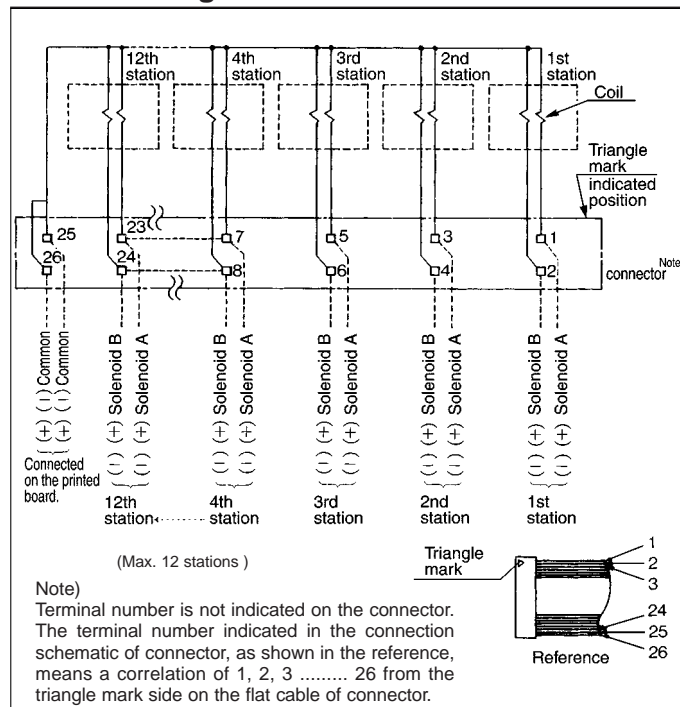 12th station
4th station
3rd station
2nd station
1st station
Coil
Triangle mark indicated position
25
23
7
5
3
1
26
24
8
6
4
2
connector Note
(+) (−) Common
(+) (−) Common
(−) (+) Solenoid B
(−) (+) Solenoid A
(−) (+) Solenoid B
(−) (+) Solenoid A
(−) (+) Solenoid B
(−) (+) Solenoid A
(−) (+) Solenoid B
(−) (+) Solenoid A
(−) (+) Solenoid B
(−) (+) Solenoid A
Connected
on the printed
board.
12th station
4th station
3rd station
2nd station
1st station
(Max. 12 stations )
Triangle mark
1
2
3
24
25
26
Reference
Note)
Terminal number is not indicated on the connector.
The terminal number indicated in the connection
schematic of connector, as shown in the reference,
means a correlation of 1, 2, 3 ......... 26 from the
triangle mark side on the flat cable of connector.